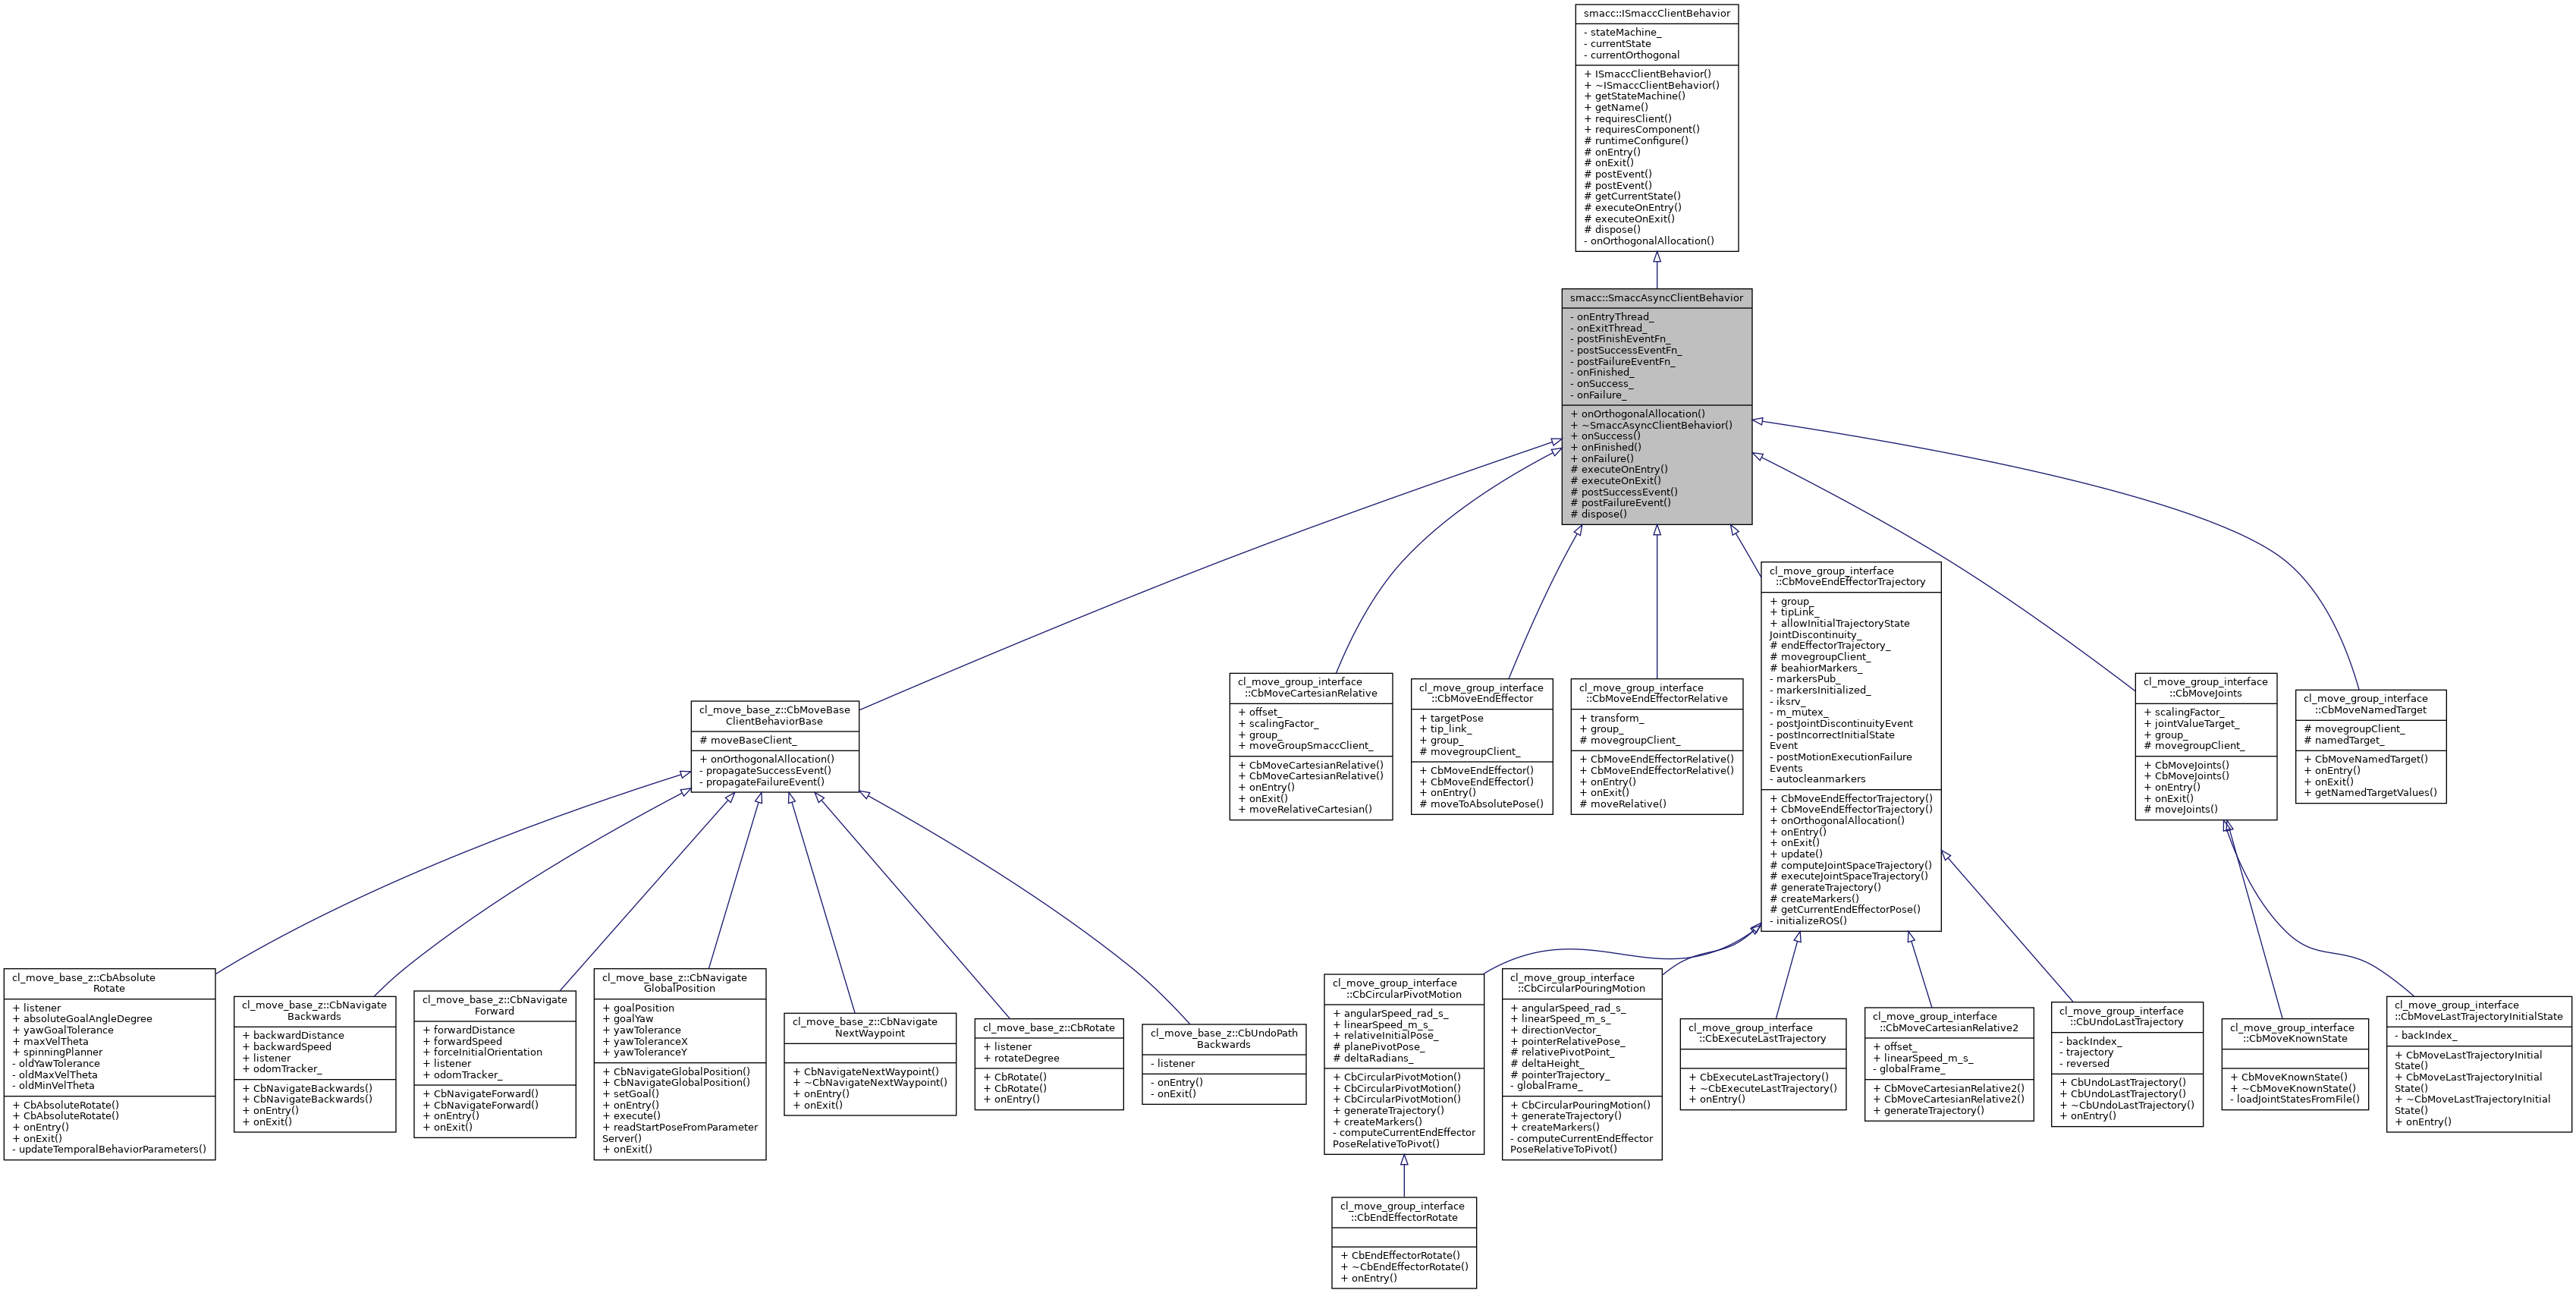 smacc::ISmaccClientBehavior
- stateMachine_
- currentState
- currentOrthogonal
+ ISmaccClientBehavior()
+ ~ISmaccClientBehavior()
+ getStateMachine()
+ getName()
+ requiresClient()
+ requiresComponent()
# runtimeConfigure()
# onEntry()
# onExit()
# postEvent()
# postEvent()
# getCurrentState()
# executeOnEntry()
# executeOnExit()
# dispose()
- onOrthogonalAllocation()
smacc::SmaccAsyncClientBehavior
- onEntryThread_
- onExitThread_
- postFinishEventFn_
- postSuccessEventFn_
- postFailureEventFn_
- onFinished_
- onSuccess_
- onFailure_
+ onOrthogonalAllocation()
+ ~SmaccAsyncClientBehavior()
+ onSuccess()
+ onFinished()
+ onFailure()
# executeOnEntry()
# executeOnExit()
# postSuccessEvent()
# postFailureEvent()
# dispose()
cl_move_base_z::CbMoveBase
ClientBehaviorBase
# moveBaseClient_
+ onOrthogonalAllocation()
- propagateSuccessEvent()
- propagateFailureEvent()
cl_move_group_interface
::CbMoveCartesianRelative
+ offset_
+ scalingFactor_
+ group_
+ moveGroupSmaccClient_
+ CbMoveCartesianRelative()
+ CbMoveCartesianRelative()
+ onEntry()
+ onExit()
+ moveRelativeCartesian()
cl_move_group_interface
::CbMoveEndEffector
+ targetPose
+ tip_link_
+ group_
# movegroupClient_
+ CbMoveEndEffector()
+ CbMoveEndEffector()
+ onEntry()
# moveToAbsolutePose()
cl_move_group_interface
::CbMoveEndEffectorRelative
+ transform_
+ group_
# movegroupClient_
+ CbMoveEndEffectorRelative()
+ CbMoveEndEffectorRelative()
+ onEntry()
+ onExit()
# moveRelative()
cl_move_group_interface
::CbMoveEndEffectorTrajectory
+ group_
+ tipLink_
+ allowInitialTrajectoryState
JointDiscontinuity_
# endEffectorTrajectory_
# movegroupClient_
# beahiorMarkers_
- markersPub_
- markersInitialized_
- iksrv_
- m_mutex_
- postJointDiscontinuityEvent
- postIncorrectInitialState
Event
- postMotionExecutionFailure
Events
- autocleanmarkers
+ CbMoveEndEffectorTrajectory()
+ CbMoveEndEffectorTrajectory()
+ onOrthogonalAllocation()
+ onEntry()
+ onExit()
+ update()
# computeJointSpaceTrajectory()
# executeJointSpaceTrajectory()
# generateTrajectory()
# createMarkers()
# getCurrentEndEffectorPose()
- initializeROS()
cl_move_group_interface
::CbMoveJoints
+ scalingFactor_
+ jointValueTarget_
+ group_
# movegroupClient_
+ CbMoveJoints()
+ CbMoveJoints()
+ onEntry()
+ onExit()
# moveJoints()
cl_move_group_interface
::CbMoveNamedTarget
# movegroupClient_
# namedTarget_
+ CbMoveNamedTarget()
+ onEntry()
+ onExit()
+ getNamedTargetValues()
cl_move_base_z::CbAbsolute
Rotate
+ listener
+ absoluteGoalAngleDegree
+ yawGoalTolerance
+ maxVelTheta
+ spinningPlanner
- oldYawTolerance
- oldMaxVelTheta
- oldMinVelTheta
+ CbAbsoluteRotate()
+ CbAbsoluteRotate()
+ onEntry()
+ onExit()
- updateTemporalBehaviorParameters()
cl_move_base_z::CbNavigate
Backwards
+ backwardDistance
+ backwardSpeed
+ listener
+ odomTracker_
+ CbNavigateBackwards()
+ CbNavigateBackwards()
+ onEntry()
+ onExit()
cl_move_base_z::CbNavigate
Forward
+ forwardDistance
+ forwardSpeed
+ forceInitialOrientation
+ listener
+ odomTracker_
+ CbNavigateForward()
+ CbNavigateForward()
+ onEntry()
+ onExit()
cl_move_base_z::CbNavigate
GlobalPosition
+ goalPosition
+ goalYaw
+ yawTolerance
+ yawToleranceX
+ yawToleranceY
+ CbNavigateGlobalPosition()
+ CbNavigateGlobalPosition()
+ setGoal()
+ onEntry()
+ execute()
+ readStartPoseFromParameter
Server()
+ onExit()
cl_move_base_z::CbNavigate
NextWaypoint
+ CbNavigateNextWaypoint()
+ ~CbNavigateNextWaypoint()
+ onEntry()
+ onExit()
cl_move_base_z::CbRotate
+ listener
+ rotateDegree
+ CbRotate()
+ CbRotate()
+ onEntry()
cl_move_base_z::CbUndoPath
Backwards
- listener
- onEntry()
- onExit()
cl_move_group_interface
::CbCircularPivotMotion
+ angularSpeed_rad_s_
+ linearSpeed_m_s_
+ relativeInitialPose_
# planePivotPose_
# deltaRadians_
+ CbCircularPivotMotion()
+ CbCircularPivotMotion()
+ CbCircularPivotMotion()
+ generateTrajectory()
+ createMarkers()
- computeCurrentEndEffector
PoseRelativeToPivot()
cl_move_group_interface
::CbCircularPouringMotion
+ angularSpeed_rad_s_
+ linearSpeed_m_s_
+ directionVector_
+ pointerRelativePose_
# relativePivotPoint_
# deltaHeight_
# pointerTrajectory_
- globalFrame_
+ CbCircularPouringMotion()
+ generateTrajectory()
+ createMarkers()
- computeCurrentEndEffector
PoseRelativeToPivot()
cl_move_group_interface
::CbExecuteLastTrajectory
+ CbExecuteLastTrajectory()
+ ~CbExecuteLastTrajectory()
+ onEntry()
cl_move_group_interface
::CbMoveCartesianRelative2
+ offset_
+ linearSpeed_m_s_
- globalFrame_
+ CbMoveCartesianRelative2()
+ CbMoveCartesianRelative2()
+ generateTrajectory()
cl_move_group_interface
::CbUndoLastTrajectory
- backIndex_
- trajectory
- reversed
+ CbUndoLastTrajectory()
+ CbUndoLastTrajectory()
+ ~CbUndoLastTrajectory()
+ onEntry()
cl_move_group_interface
::CbMoveKnownState
+ CbMoveKnownState()
+ ~CbMoveKnownState()
- loadJointStatesFromFile()
cl_move_group_interface
::CbMoveLastTrajectoryInitialState
- backIndex_
+ CbMoveLastTrajectoryInitial
State()
+ CbMoveLastTrajectoryInitial
State()
+ ~CbMoveLastTrajectoryInitial
State()
+ onEntry()
cl_move_group_interface
::CbEndEffectorRotate
+ CbEndEffectorRotate()
+ ~CbEndEffectorRotate()
+ onEntry()